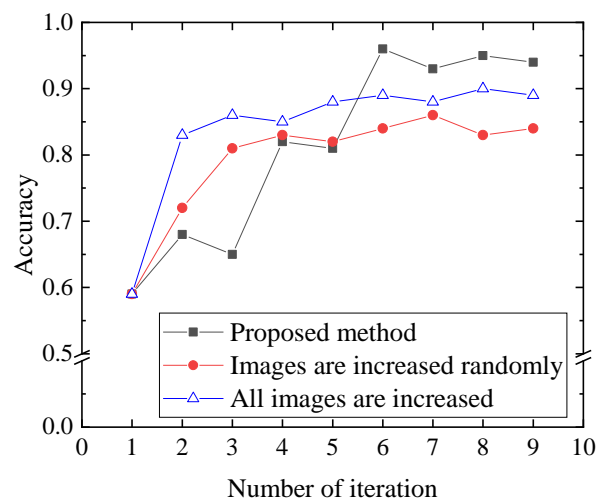 1.0
0.9
0.8
0.7
0.6
0.5
0.0
Accuracy
Proposed method
Images are increased randomly
All images are increased
0 1 2 3 4 5 6 7 8 9 10
Number of iteration